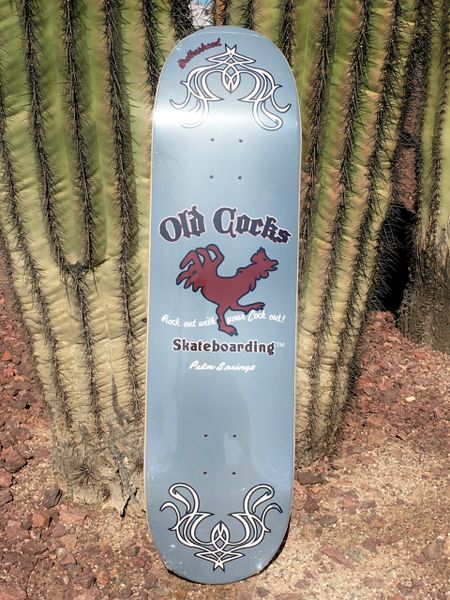 Brotherhood
Old Cocks
Rock out with your Cock out!
Skateboarding™
Palm Springs